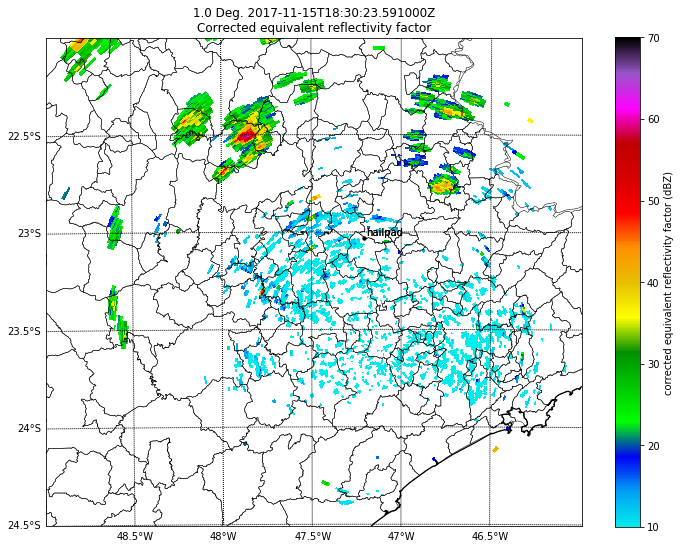 1.0 Deg. 2017-11-15T18:30:23.591000Z
Corrected equivalent reflectivity factor
70
60
50
40
30
20
10
corrected equivalent reflectivity factor (dBZ)
22.5°S
23°S
23.5°S
24°S
24.5°S
hailpad
48.5°W
48°W
47.5°W
47°W
46.5°W